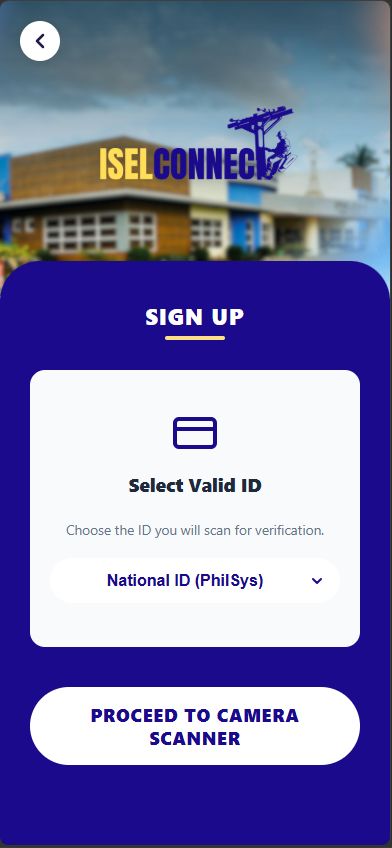 ISELCONNECT
SIGN UP
Select Valid ID
Choose the ID you will scan for verification.
National ID (PhilSys)
PROCEED TO CAMERA
SCANNER